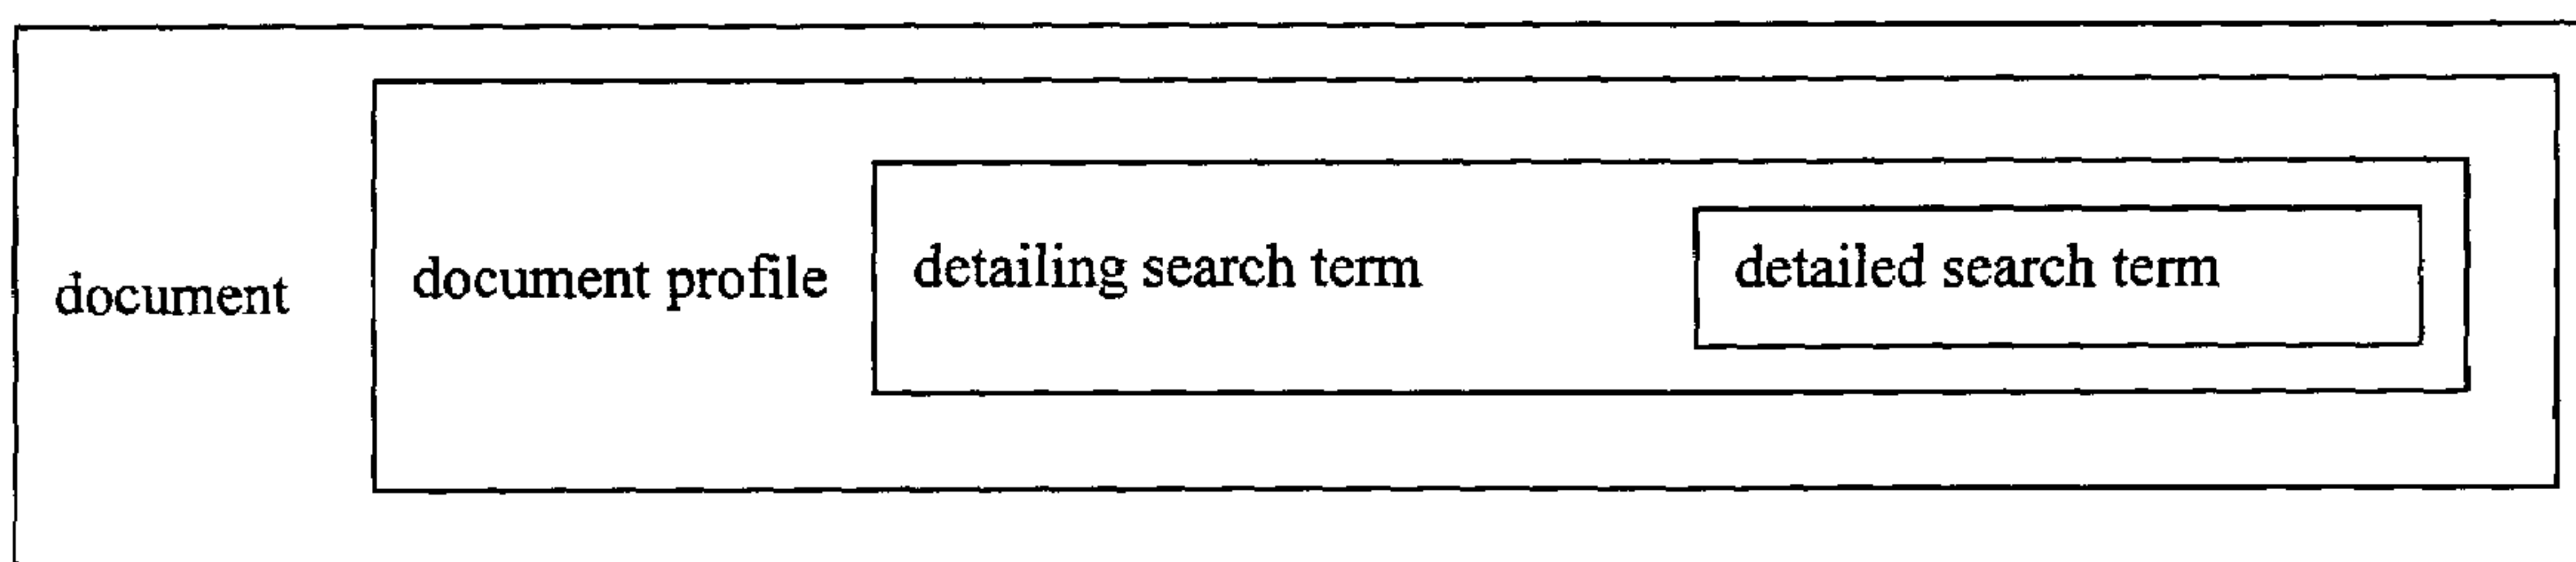 document
document profile
detailing search term
detailed search term